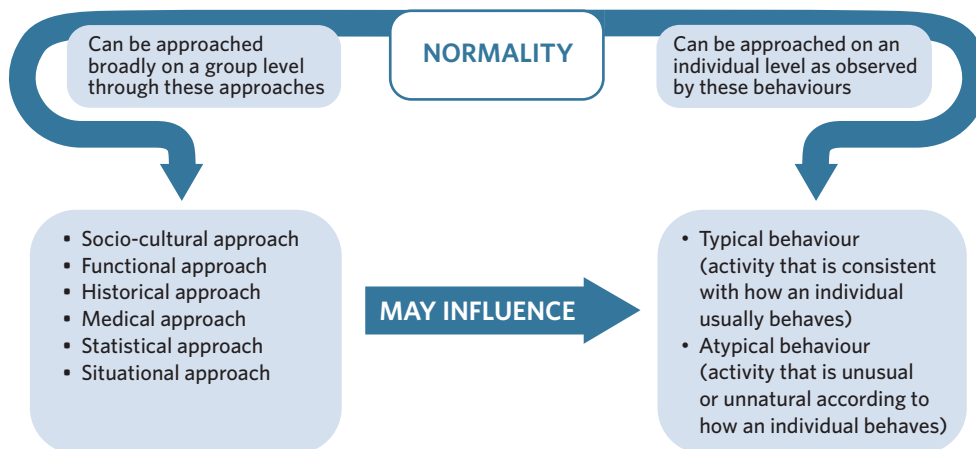 NORMALITY
Can be approached
broadly on a group level
through these approaches
Can be approached on an
individual level as observed
by these behaviours
• Socio-cultural approach
• Functional approach
• Historical approach
• Medical approach
• Statistical approach
• Situational approach
MAY INFLUENCE
• Typical behaviour
(activity that is consistent
with how an individual
usually behaves)
• Atypical behaviour
(activity that is unusual
or unnatural according to
how an individual behaves)